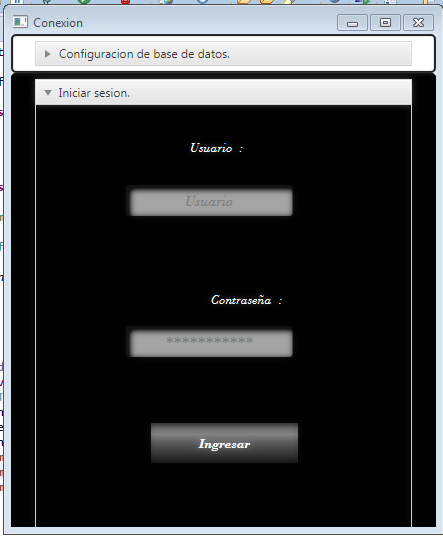 Conexion
Configuracion de base de datos.
Iniciar sesion.
Usuario :
Usuario
Contraseña :
***********
Ingresar